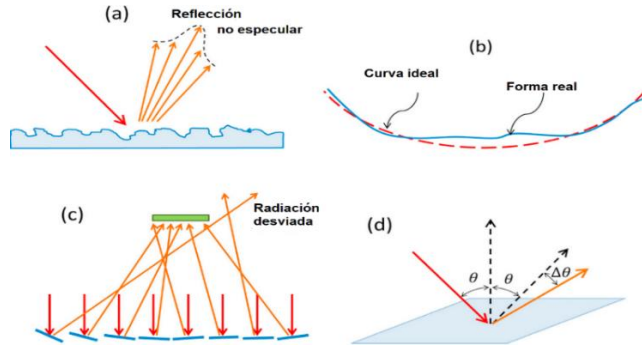 (a)
Reflección
no especular
(b)
Curva ideal
Forma real
(c)
Radiación
desviada
(d)
θ
θ
Δθ